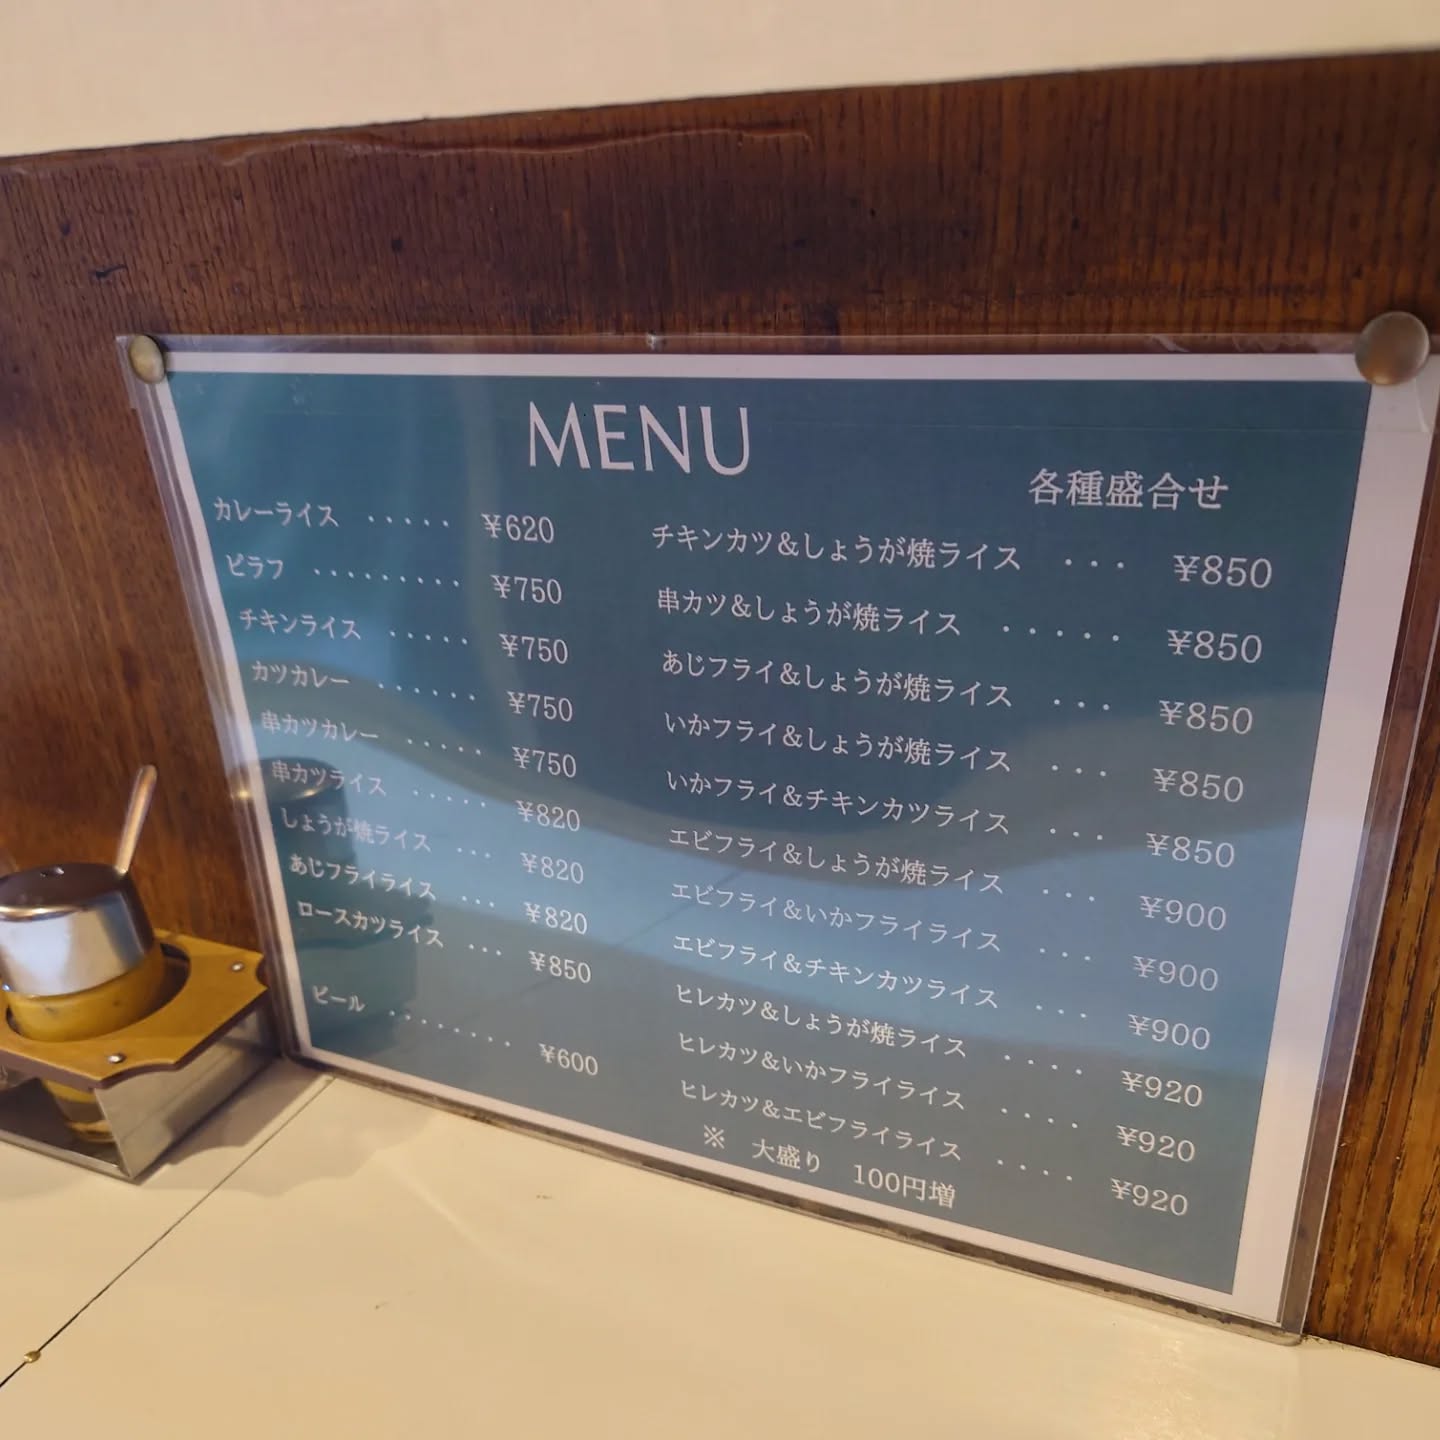 MENU
カレーライス ・・・・・ ¥620
ピラフ ・・・・・・・・・ ¥750
チキンライス ・・・・・ ¥750
カツカレー ・・・・・・ ¥750
串カツカレー ・・・・・ ¥750
串カツライス ・・・・・ ¥820
しょうが焼ライス ・・・ ¥820
あじフライライス ・・・ ¥820
ロースカツライス ・・・ ¥850
ビール ・・・・・・・・ ¥600
各種盛合せ
チキンカツ&しょうが焼ライス ・・・ ¥850
串カツ&しょうが焼ライス ・・・・・ ¥850
あじフライ&しょうが焼ライス ・・・ ¥850
いかフライ&しょうが焼ライス ・・・ ¥850
いかフライ&チキンカツライス ・・・ ¥850
エビフライ&しょうが焼ライス ・・・ ¥900
エビフライ&いかフライライス ・・・ ¥900
エビフライ&チキンカツライス ・・・ ¥900
ヒレカツ&しょうが焼ライス ・・・・ ¥920
ヒレカツ&いかフライライス ・・・・ ¥920
ヒレカツ&エビフライライス ・・・・ ¥920
※ 大盛り 100円増